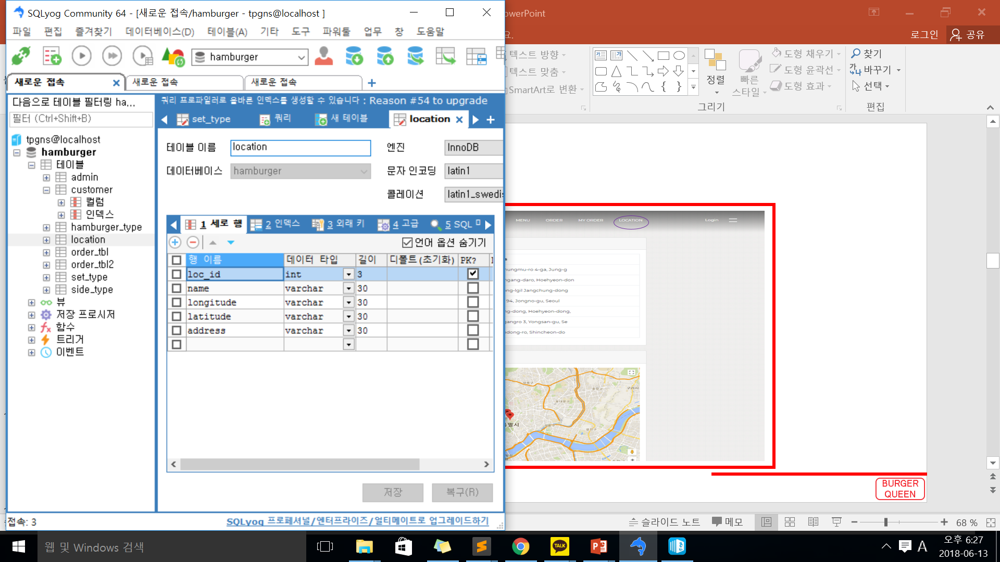 SQLyog Community 64 - [새로운 접속/hamburger - tpgns@localhost ]
파일 편집 즐겨찾기 데이터베이스(D) 테이블(A) 기타 도구 파워툴 업무 창 도움말
hamburger
새로운 접속 새로운 접속 새로운 접속
다음으로 테이블 필터링 ha...
필터 (Ctrl+Shift+B)
tpgns@localhost
hamburger
테이블
admin
customer
컬럼
인덱스
hamburger_type
location
order_tbl
order_tbl2
set_type
side_type
뷰
저장 프로시저
함수
트리거
이벤트
쿼리 프로파일러로 올바른 인덱스를 생성할 수 있습니다 : Reason #54 to upgrade
set_type 쿼리 새 테이블 location
테이블 이름 location 엔진 InnoDB
데이터베이스 hamburger 문자 인코딩 latin1
콜레이션 latin1_swedis
1 세로 행 2 인덱스 3 외래 키 4 고급 5 SQL
언어 옵션 숨기기
행 이름 데이터 타입 길이 디폴트(초기화) PK?
loc_id int 3
name varchar 30
longitude varchar 30
latitude varchar 30
address varchar 30
저장 복구(R)
접속: 3 SQLyog 프로페셔널/엔터프라이즈/얼티메이트로 업그레이드하기
owerPoint
로그인 공유
텍스트 방향
텍스트 맞춤
SmartArt로 변환
정렬
빠른
스타일
도형 채우기
도형 윤곽선
도형 효과
찾기
바꾸기
선택
그리기 편집
MENU ORDER MY ORDER LOCATION Login
ungmu-ro 4-ga, Jung-g
ngang-daro, Hoehyeon-don
ng-lgil Jangchung-dong
94, Jongno-gu, Seoul
ng-dong, Hoehyeon-dong,
gangro 3, Yongsan-gu, Se
ndong-ro, Shincheon-do
BURGER
QUEEN
슬라이드 노트 메모 68 %
웹 및 Windows 검색
TALK
A
오후 6:27
2018-06-13